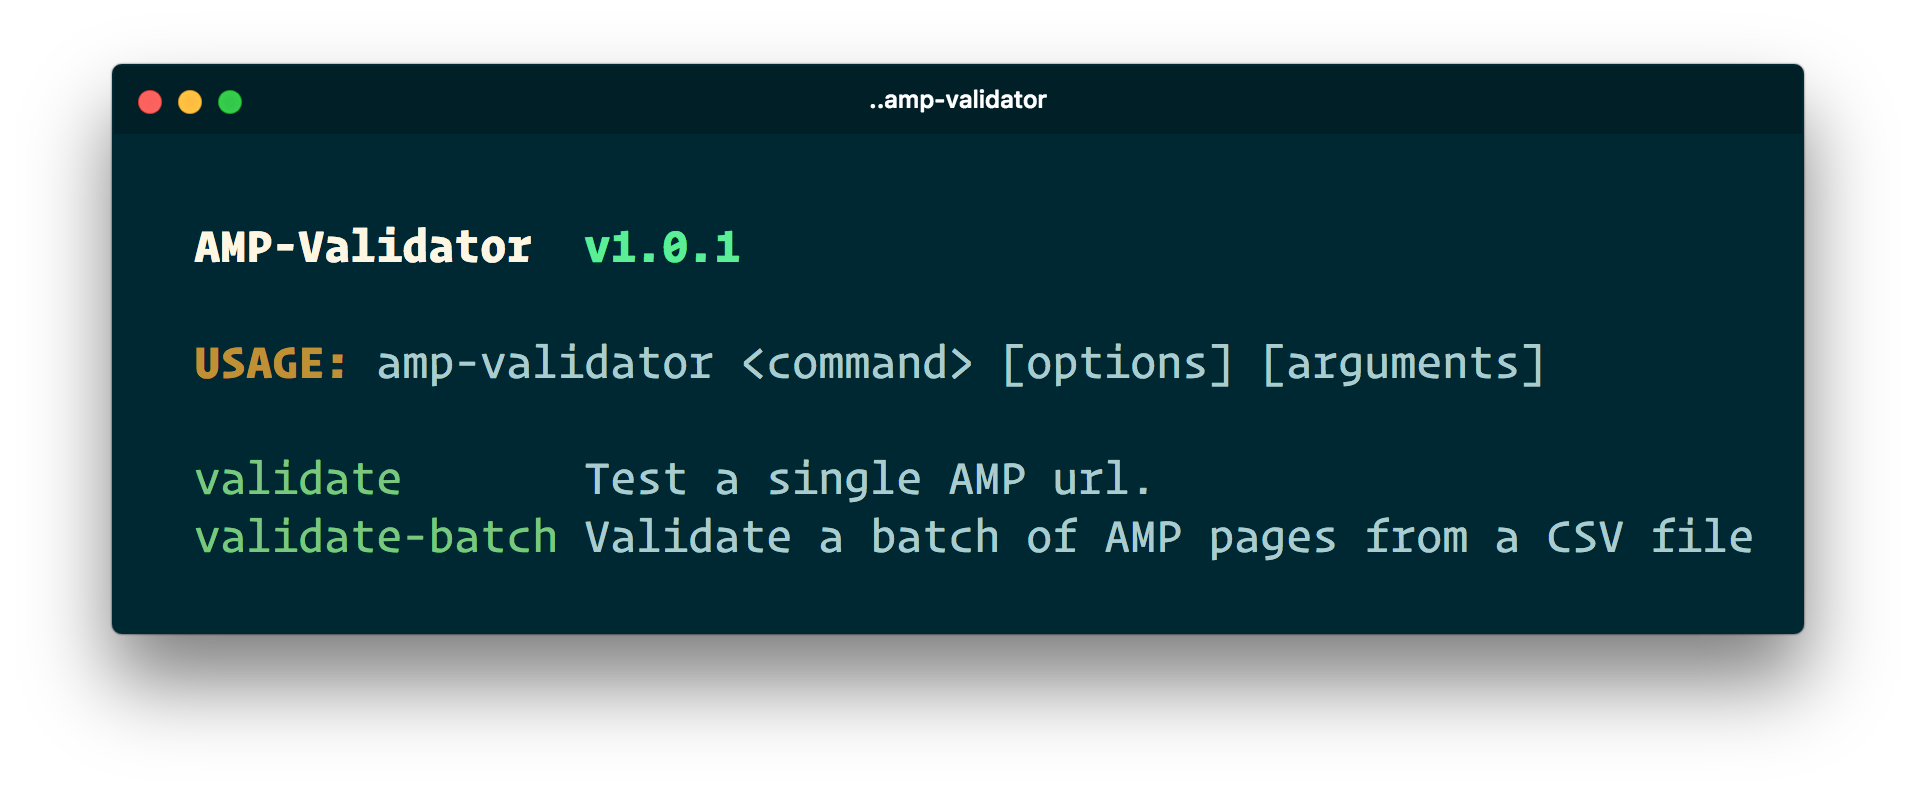 ..amp-validator
AMP-Validator v1.0.1
USAGE: amp-validator <command> [options] [arguments]
validate Test a single AMP url.
validate-batch Validate a batch of AMP pages from a CSV file